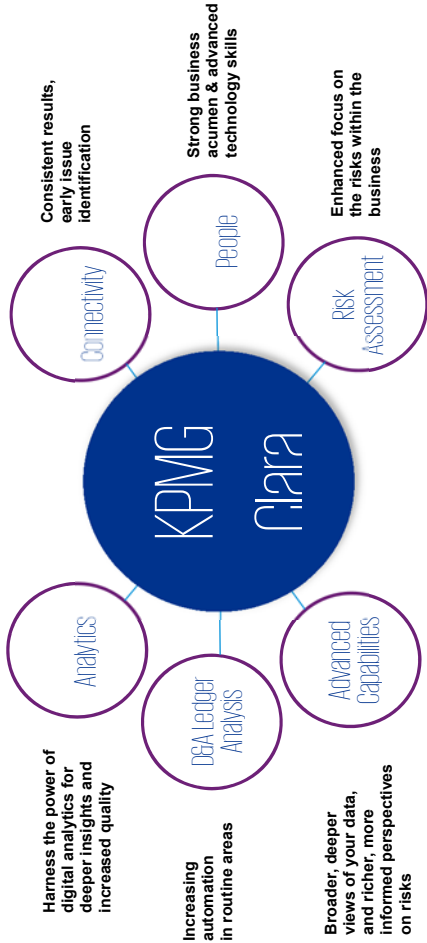 Harness the power of
digital analytics for
deeper insights and
increased quality
Analytics
Connectivity
Consistent results,
early issue
identification
Increasing
automation
in routine areas
D&A Ledger
Analysis
KPMG
Clara
People
Strong business
acumen & advanced
technology skills
Broader, deeper
views of your data,
and richer, more
informed perspectives
on risks
Advanced
Capabilities
Risk
Assessment
Enhanced focus on
the risks within the
business